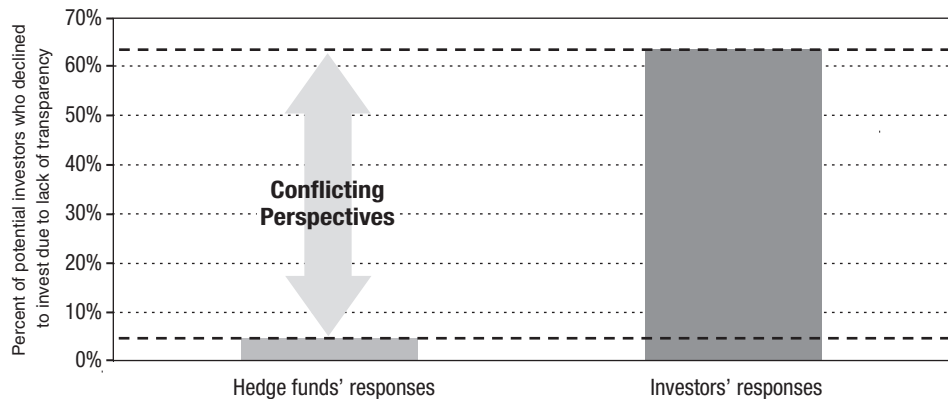 Percent of potential investors who declined
to invest due to lack of transparency
70%
60%
50%
40%
30%
20%
10%
0%
Conflicting
Perspectives
Hedge funds’ responses
Investors’ responses